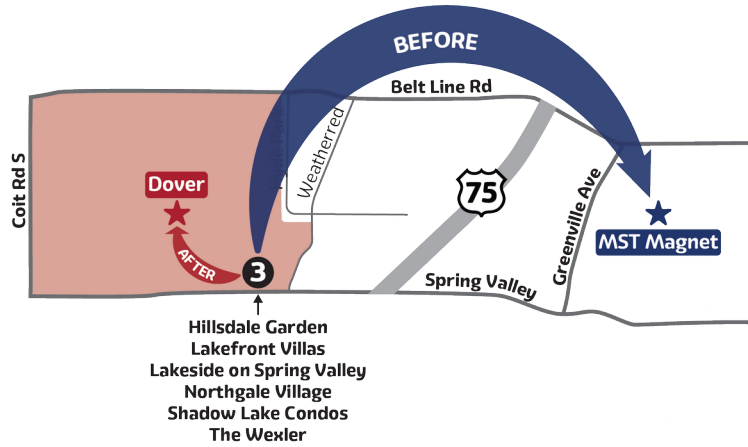 BEFORE
Belt Line Rd
Coit Rd S
Weatherred
Dover
75
Greenville Ave
MST Magnet
AFTER
3
Spring Valley
Hillsdale Garden
Lakefront Villas
Lakeside on Spring Valley
Northgale Village
Shadow Lake Condos
The Wexler